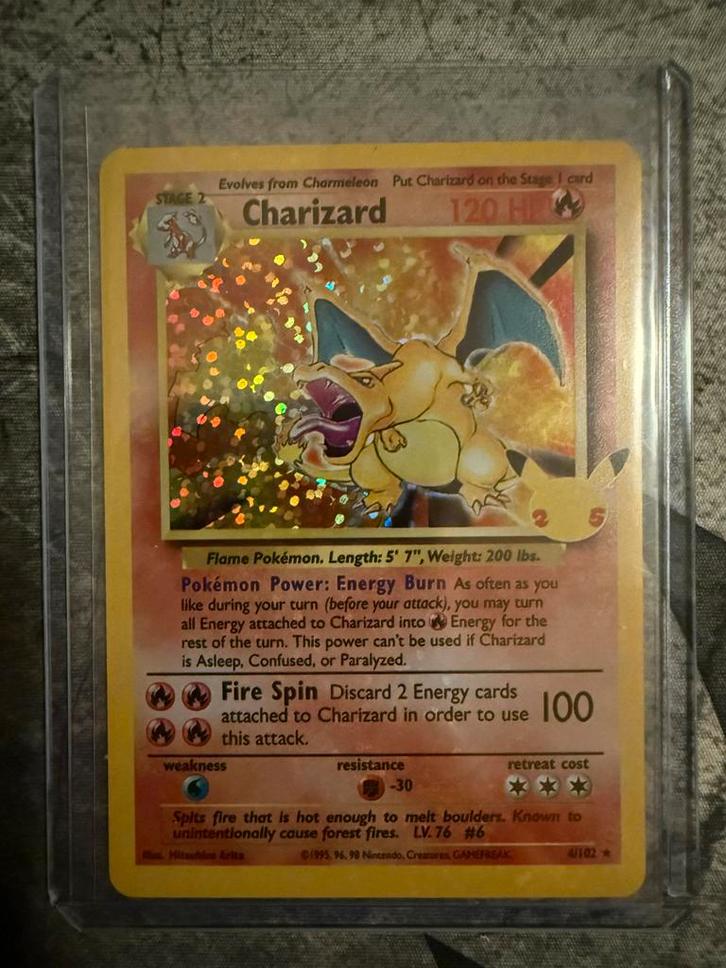 Evolves from Charmeleon Put Charizard on the Stage 1 card
STAGE 2
Charizard 120 HP
2 5
Flame Pokémon. Length: 5' 7", Weight: 200 lbs.
Pokémon Power: Energy Burn As often as you
like during your turn (before your attack), you may turn
all Energy attached to Charizard into Energy for the
rest of the turn. This power can't be used if Charizard
is Asleep, Confused, or Paralyzed.
Fire Spin Discard 2 Energy cards
attached to Charizard in order to use 100
this attack.
weakness resistance retreat cost
-30
Spits fire that is hot enough to melt boulders. Known to
unintentionally cause forest fires. LV. 76 #6
Illus. Mitsuhiro Arita ©1995, 96, 98 Nintendo, Creatures, GAMEFREAK. 4/102 ★